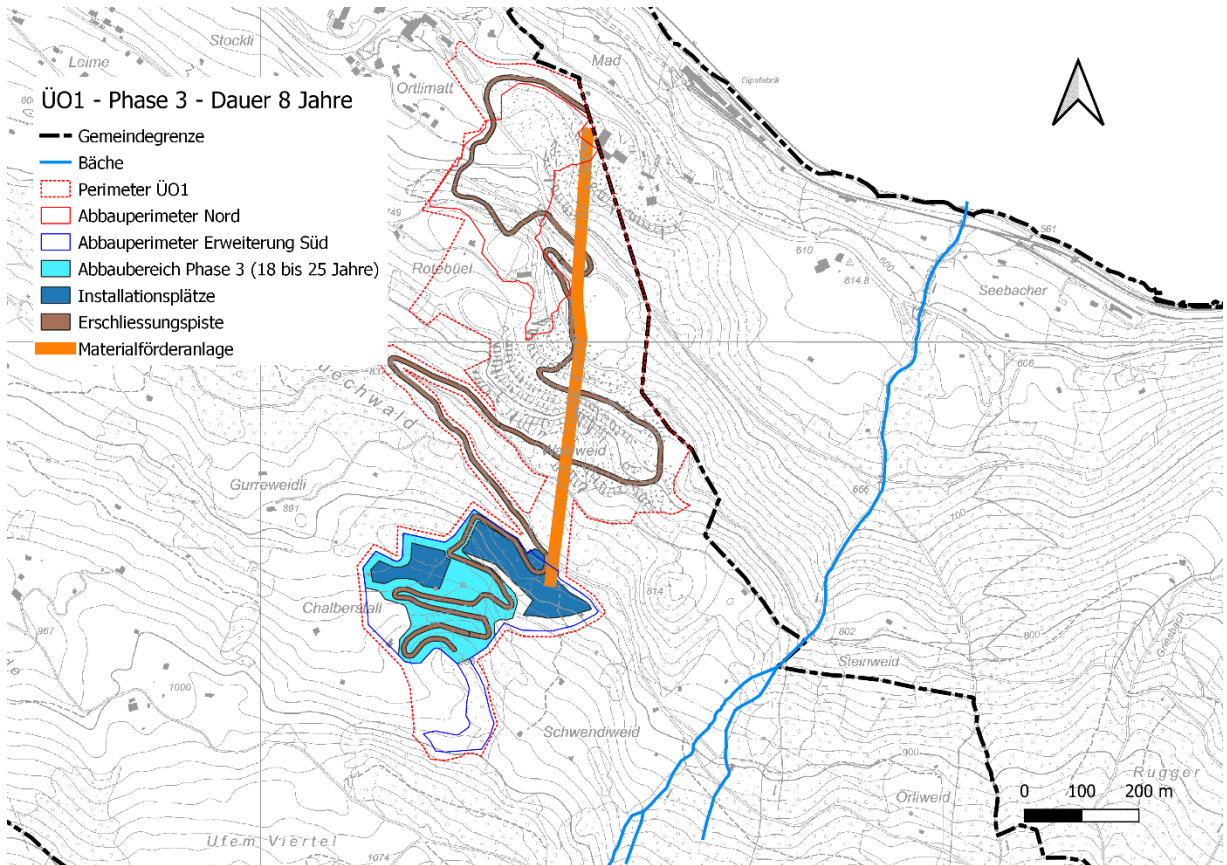 Stockli
Leime
Mad
Gipsfabrik
Ortlimatt
ÜO1 - Phase 3 - Dauer 8 Jahre
Gemeindegrenze
Bäche
Perimeter ÜO1
Abbauperimeter Nord
Abbauperimeter Erweiterung Süd
Abbaubereich Phase 3 (18 bis 25 Jahre)
Installationsplätze
Erschliessungspiste
Materialförderanlage
561
610
600
614.8
Rotebüel
Seebacher
606
Gurreweidli
891
666
814
Chalberstall
967
802
800
Steinweid
1000
Griesbach
Schwendiweid
900
Rugger
Örliweid
0 100 200 m
Ufem Viertel
1074